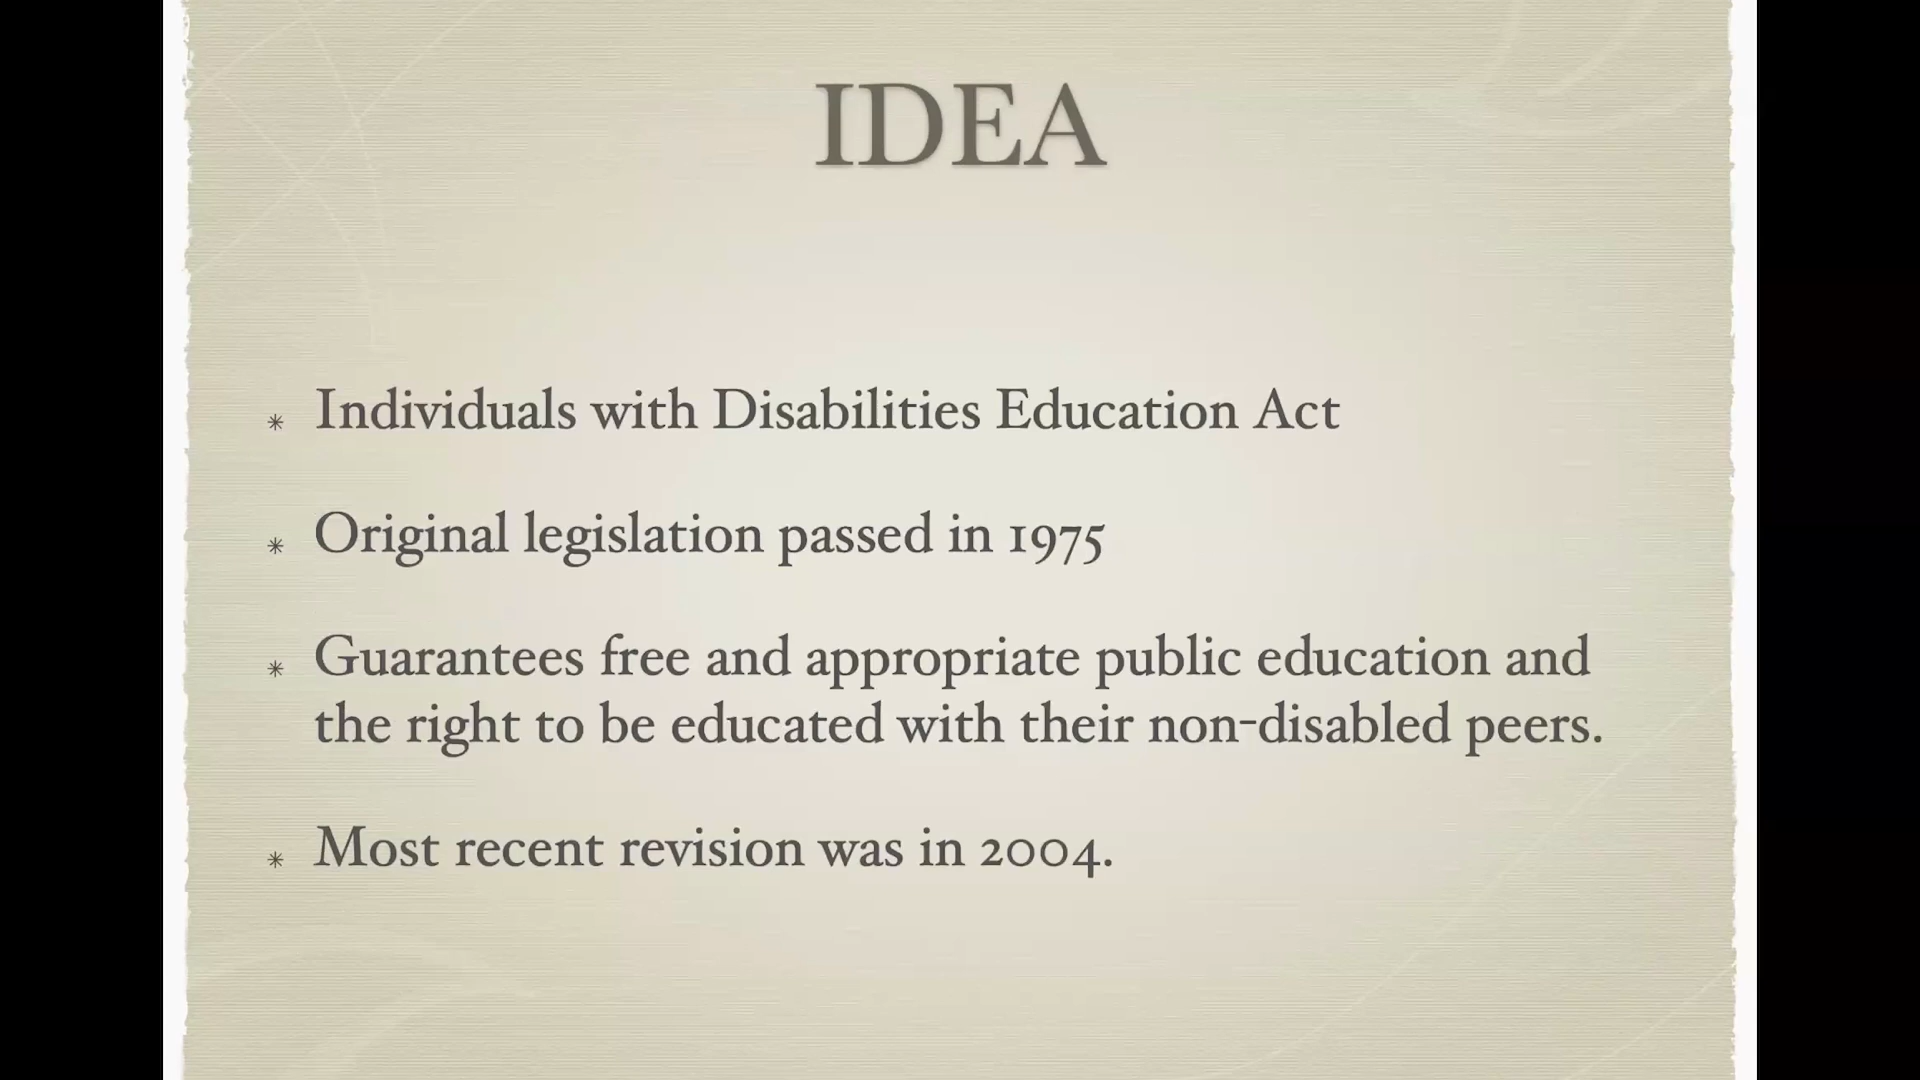 IDEA
* Individuals with Disabilities Education Act
* Original legislation passed in 1975
* Guarantees free and appropriate public education and
the right to be educated with their non-disabled peers.
* Most recent revision was in 2004.